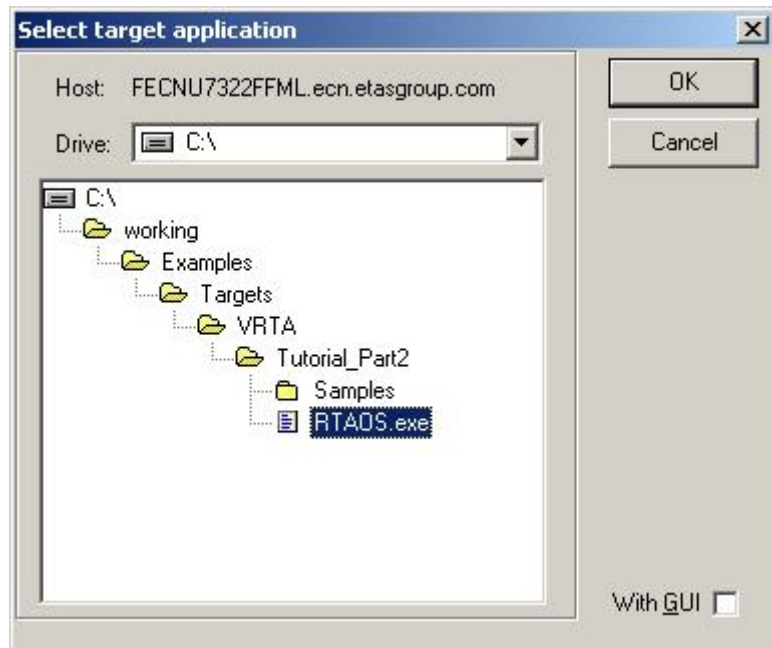 Select target application
Host: FECNU7322FFML.ecn.etasgroup.com
OK
Drive: C:\
Cancel
C:\
working
Examples
Targets
VRTA
Tutorial_Part2
Samples
RTAOS.exe
With GUI